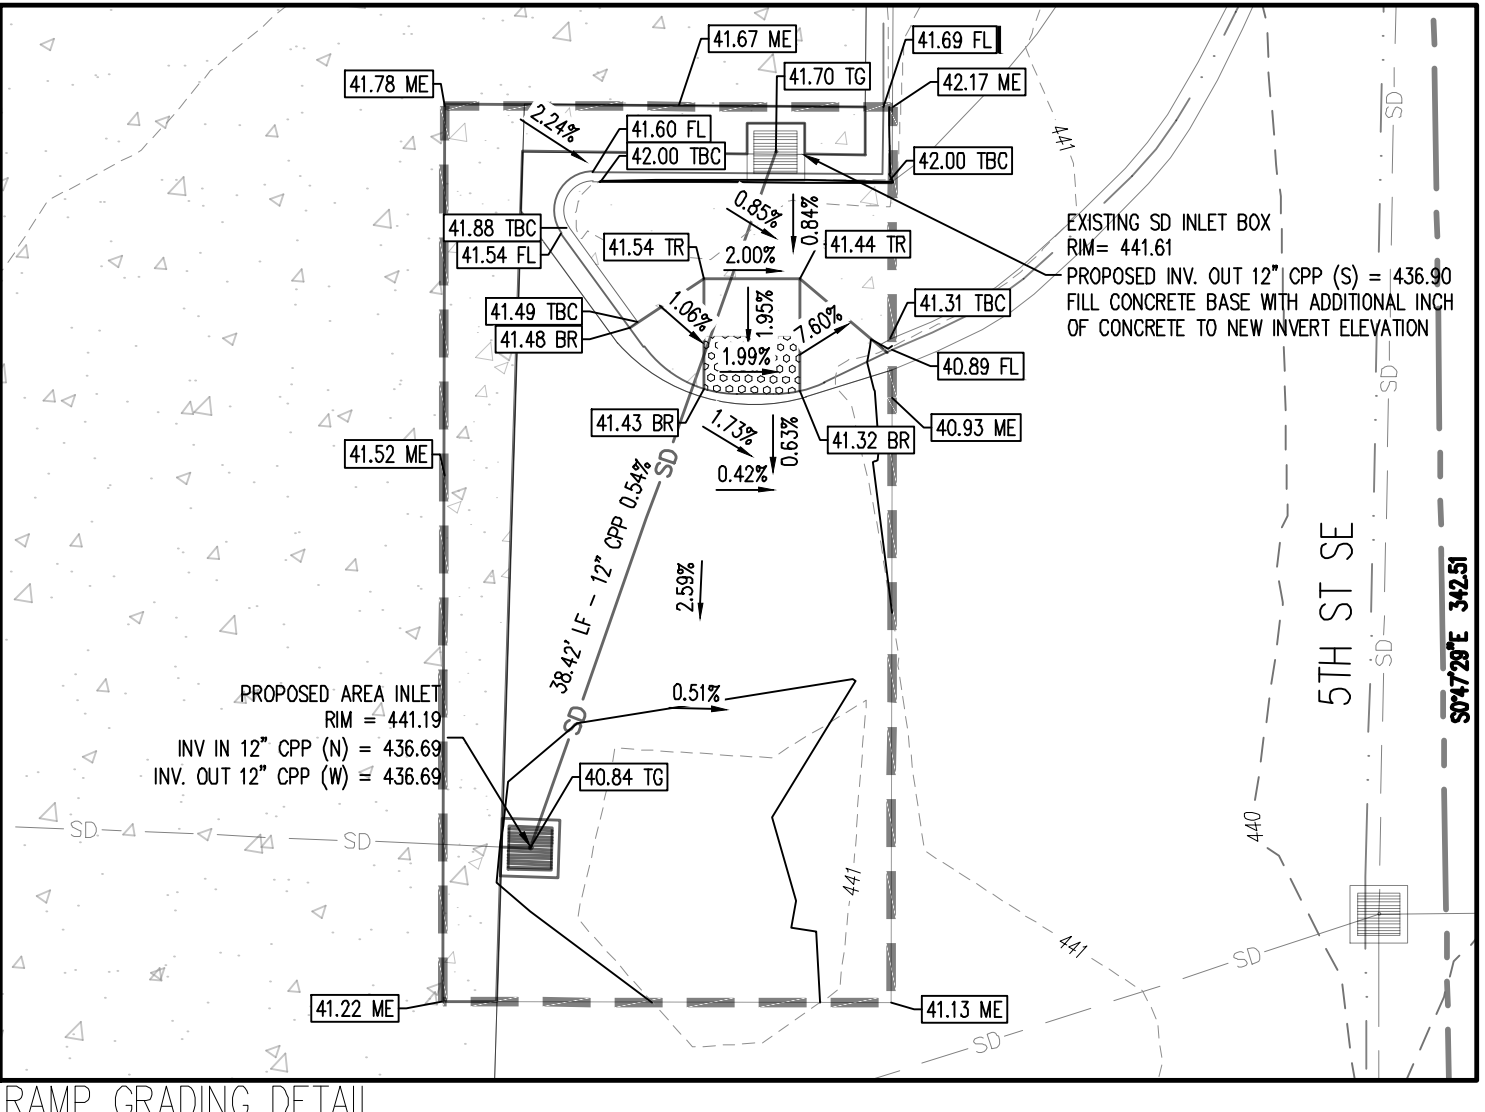 41.67 ME
41.69 FL
41.70 TG
41.78 ME
42.17 ME
2.24%
41.60 FL
441
42.00 TBC
42.00 TBC
SD
0.85%
0.84%
41.88 TBC
41.54 FL
41.54 TR
41.44 TR
2.00%
EXISTING SD INLET BOX
RIM= 441.61
PROPOSED INV. OUT 12" CPP (S) = 436.90
FILL CONCRETE BASE WITH ADDITIONAL INCH
OF CONCRETE TO NEW INVERT ELEVATION
41.49 TBC
1.06%
1.95%
7.60%
41.31 TBC
41.48 BR
1.99%
40.89 FL
SD
41.43 BR
1.73%
0.63%
41.32 BR
40.93 ME
41.52 ME
SD
0.42%
38.42' LF - 12" CPP 0.54%
2.59%
5TH ST SE
S0°47'29"E 342.51
SD
PROPOSED AREA INLET
RIM = 441.19
INV IN 12" CPP (N) = 436.69
INV. OUT 12" CPP (W) = 436.69
0.51%
SD
40.84 TG
SD
SD
440
441
441
SD
41.22 ME
41.13 ME
SD
RAMP GRADING DETAIL